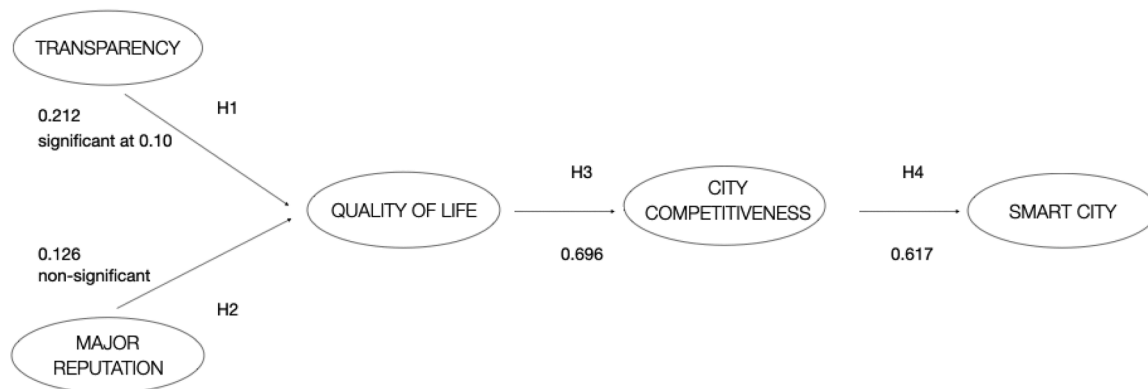 TRANSPARENCY
0.212
significant at 0.10
H1
H3
H4
QUALITY OF LIFE
CITY
COMPETITIVENESS
SMART CITY
0.696
0.617
0.126
non-significant
H2
MAJOR
REPUTATION